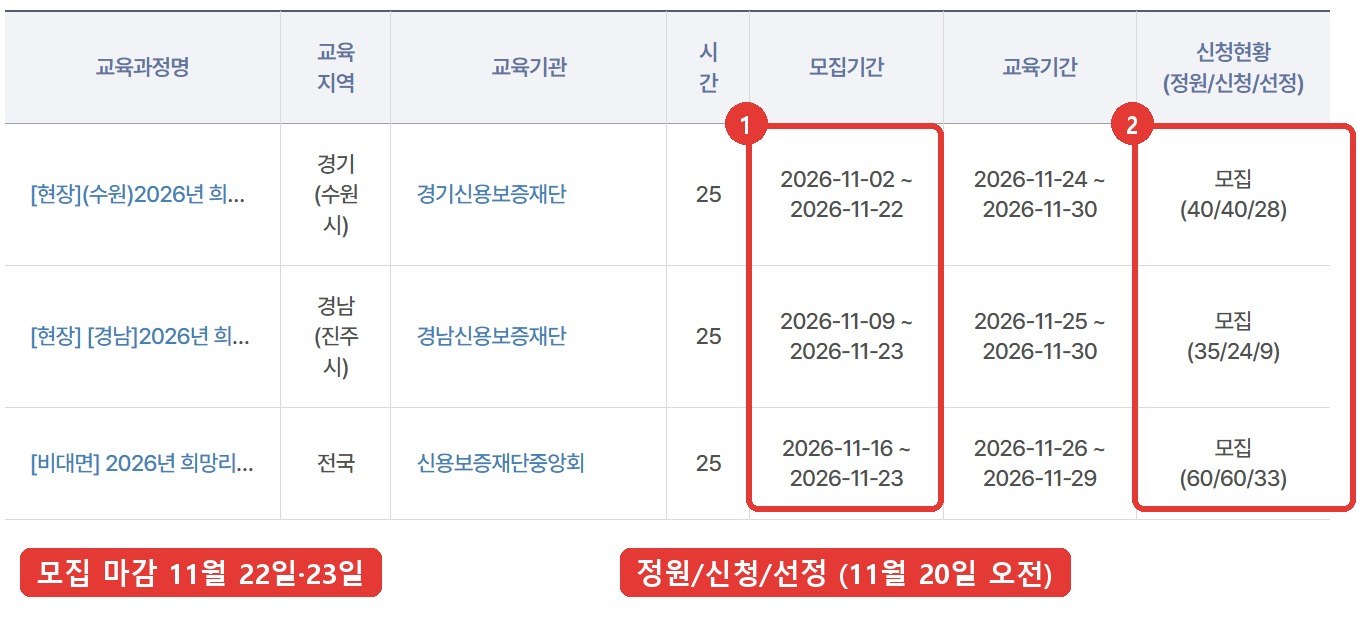 교육과정명
교육
지역
교육기관
시
간
모집기간
교육기간
신청현황
(정원/신청/선정)
1
2
[현장](수원)2026년 희...
경기
(수원
시)
경기신용보증재단
25
2026-11-02 ~
2026-11-22
2026-11-24 ~
2026-11-30
모집
(40/40/28)
[현장] [경남]2026년 희...
경남
(진주
시)
경남신용보증재단
25
2026-11-09 ~
2026-11-23
2026-11-25 ~
2026-11-30
모집
(35/24/9)
[비대면] 2026년 희망리...
전국
신용보증재단중앙회
25
2026-11-16 ~
2026-11-23
2026-11-26 ~
2026-11-29
모집
(60/60/33)
모집 마감 11월 22일·23일
정원/신청/선정 (11월 20일 오전)